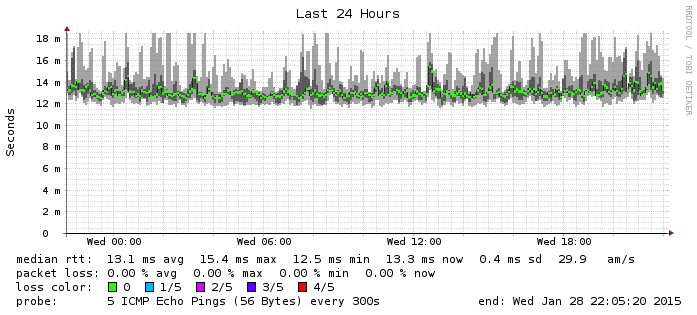 Last 24 Hours
RRDTOOL / TOBI OETIKER
Seconds
18 m
16 m
14 m
12 m
10 m
8 m
6 m
4 m
2 m
0
Wed 00:00 Wed 06:00 Wed 12:00 Wed 18:00
median rtt: 13.1 ms avg 15.4 ms max 12.5 ms min 13.3 ms now 0.4 ms sd 29.9 am/s
packet loss: 0.00 % avg 0.00 % max 0.00 % min 0.00 % now
loss color: 0 1/5 2/5 3/5 4/5
probe: 5 ICMP Echo Pings (56 Bytes) every 300s end: Wed Jan 28 22:05:20 2015